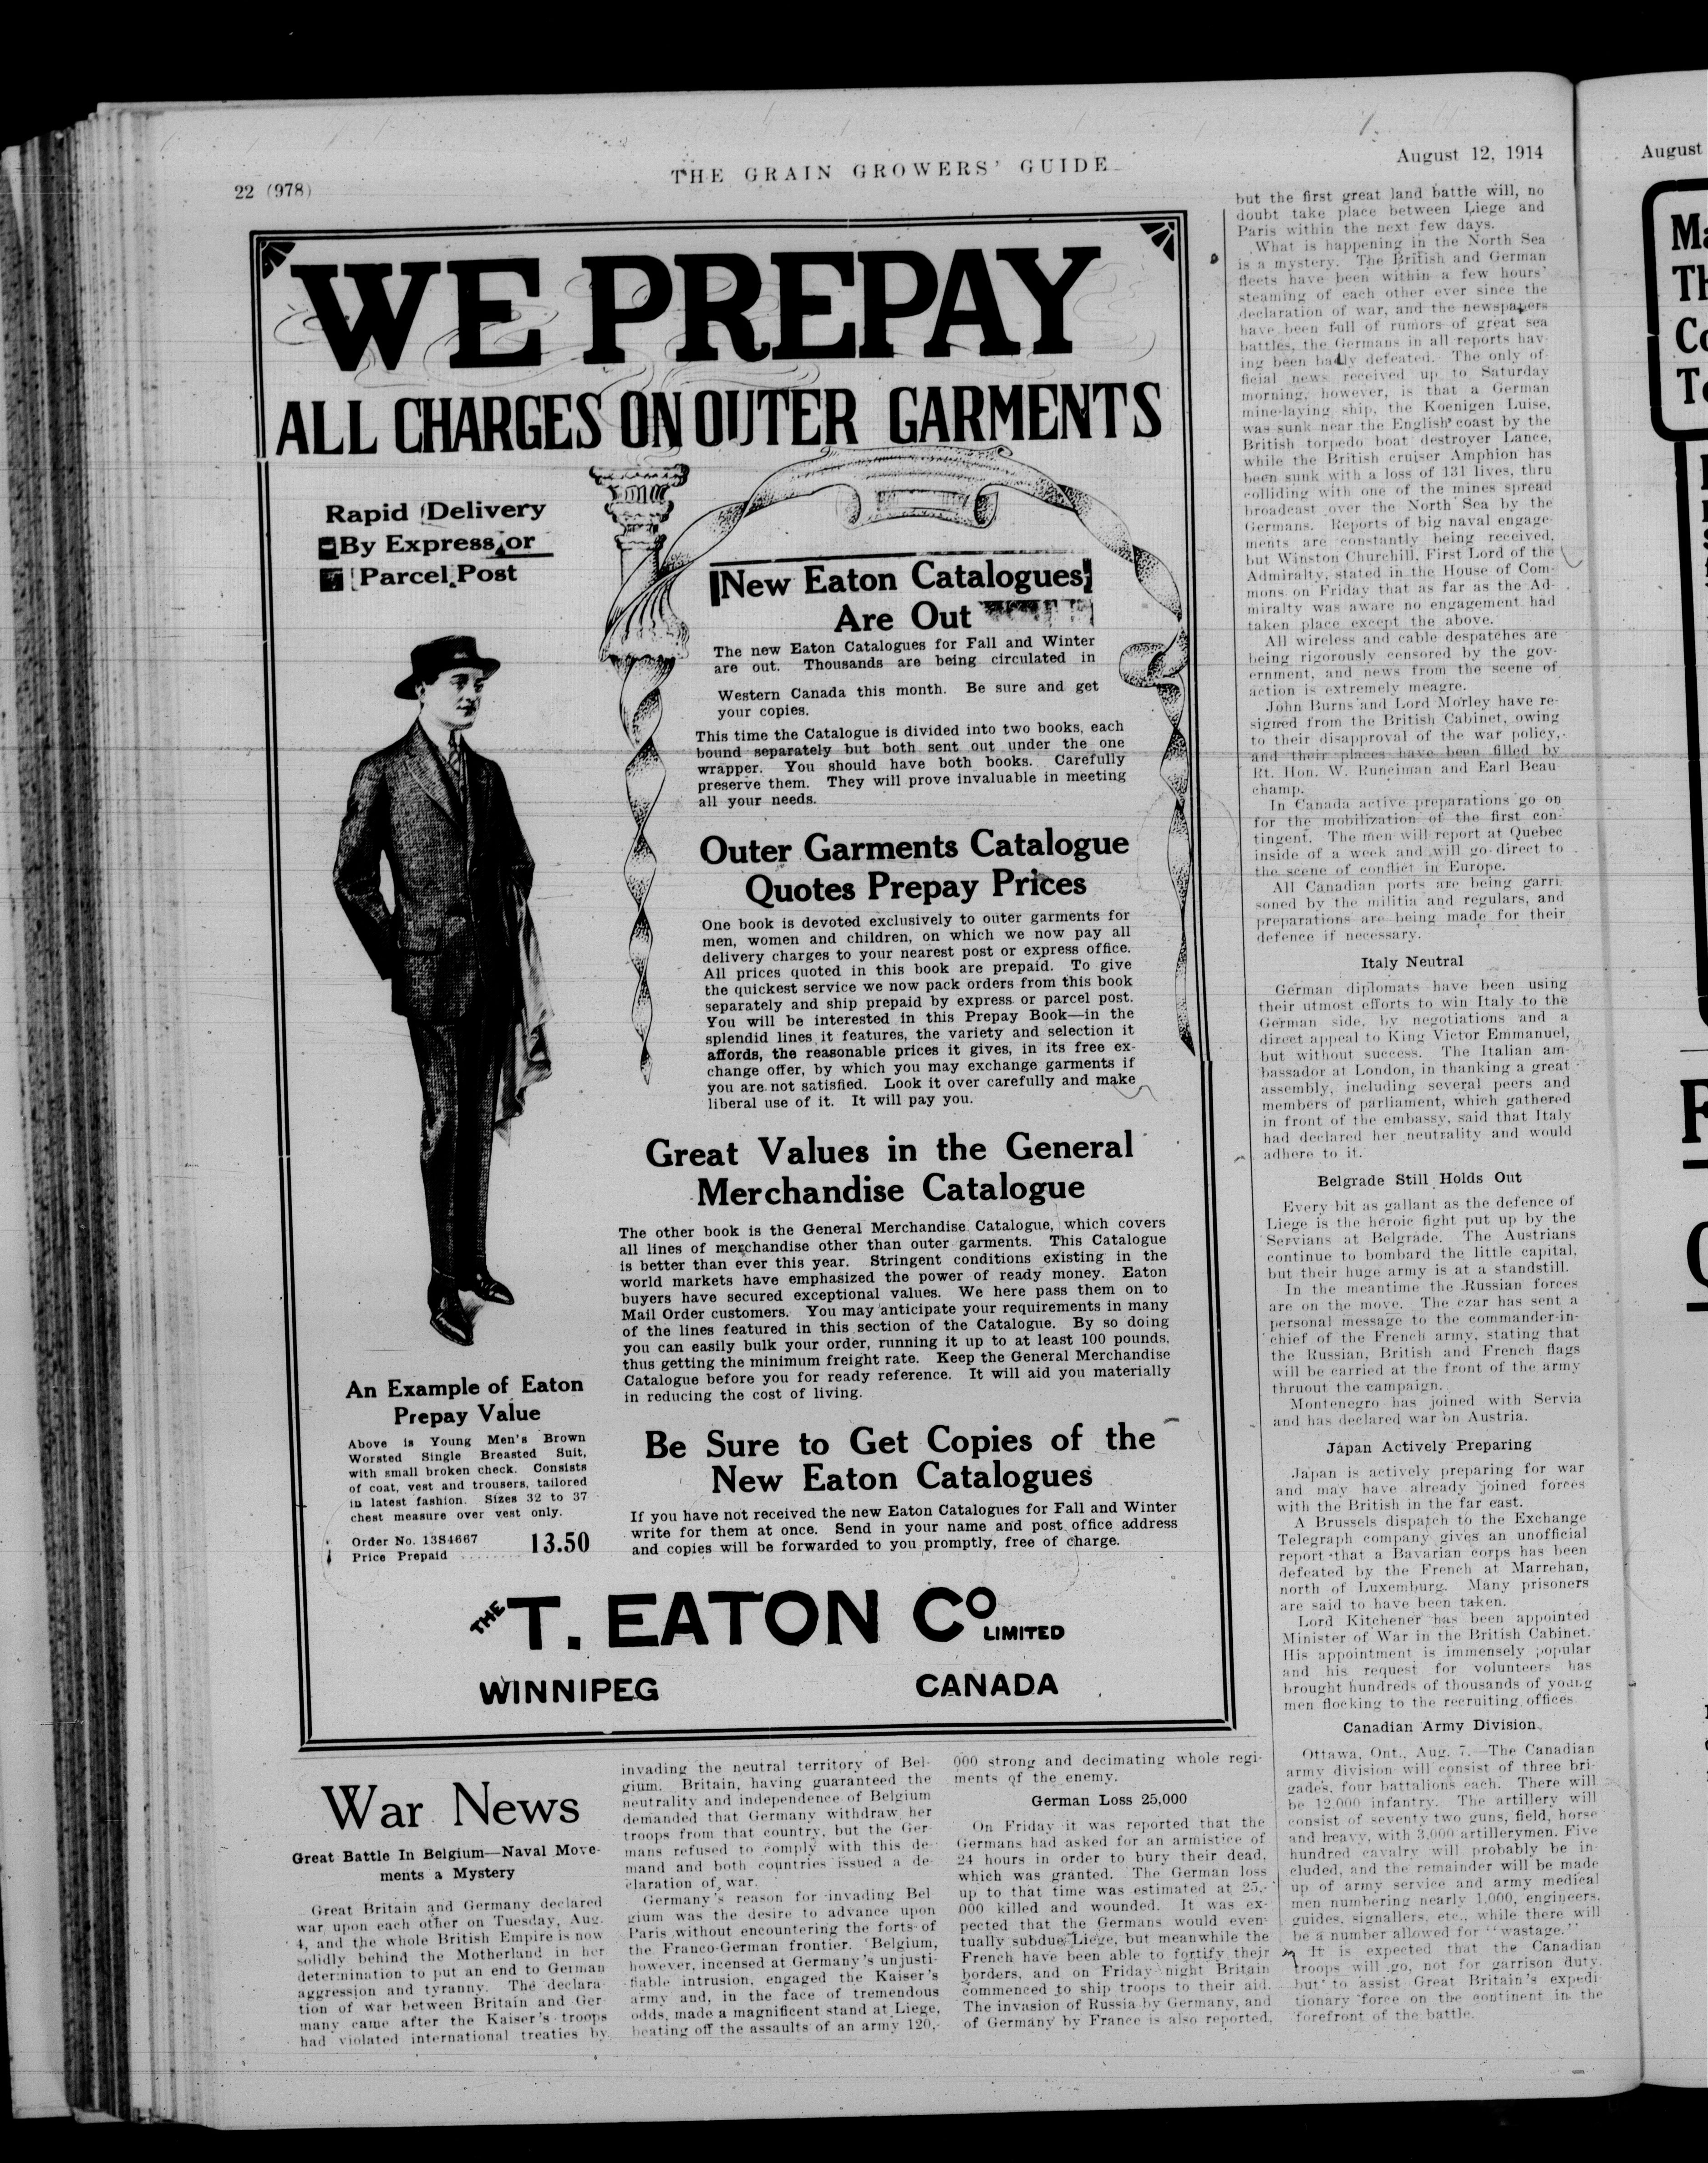 22 (978)
THE GRAIN GROWERS' GUIDE
August 12, 1914
WE PREPAY
ALL CHARGES ON OUTER GARMENTS
Rapid Delivery
By Express or
Parcel Post
New Eaton Catalogues
Are Out
The new Eaton Catalogues for Fall and Winter
are out. Thousands are being circulated in
Western Canada this month. Be sure and get
your copies.
This time the Catalogue is divided into two books, each
bound separately but both sent out under the one
wrapper. You should have both books. Carefully
preserve them. They will prove invaluable in meeting
all your needs.
Outer Garments Catalogue
Quotes Prepay Prices
One book is devoted exclusively to outer garments for
men, women and children, on which we now pay all
delivery charges to your nearest post or express office.
All prices quoted in this book are prepaid. To give
the quickest service we now pack orders from this book
separately and ship prepaid by express or parcel post.
You will be interested in this Prepay Book—in the
splendid lines it features, the variety and selection it
affords, the reasonable prices it gives, in its free ex-
change offer, by which you may exchange garments if
you are not satisfied. Look it over carefully and make
liberal use of it. It will pay you.
Great Values in the General
Merchandise Catalogue
The other book is the General Merchandise Catalogue, which covers
all lines of merchandise other than outer garments. This Catalogue
is better than ever this year. Stringent conditions existing in the
world markets have emphasized the power of ready money. Eaton
buyers have secured exceptional values. We here pass them on to
Mail Order customers. You may anticipate your requirements in many
of the lines featured in this section of the Catalogue. By so doing
you can easily bulk your order, running it up to at least 100 pounds,
thus getting the minimum freight rate. Keep the General Merchandise
Catalogue before you for ready reference. It will aid you materially
in reducing the cost of living.
An Example of Eaton
Prepay Value
Above is Young Men's Brown
Worsted Single Breasted Suit,
with small broken check. Consists
of coat, vest and trousers, tailored
in latest fashion. Sizes 32 to 37
chest measure over vest only.
Order No. 13S4667
Price Prepaid ........ 13.50
Be Sure to Get Copies of the
New Eaton Catalogues
If you have not received the new Eaton Catalogues for Fall and Winter
write for them at once. Send in your name and post office address
and copies will be forwarded to you promptly, free of charge.
THE T. EATON CO LIMITED
WINNIPEG CANADA
War News
Great Battle In Belgium—Naval Move-
ments a Mystery
Great Britain and Germany declared
war upon each other on Tuesday, Aug.
4, and the whole British Empire is now
solidly behind the Motherland in her
determination to put an end to German
aggression and tyranny. The declara-
tion of war between Britain and Ger-
many came after the Kaiser's troops
had violated international treaties by
invading the neutral territory of Bel-
gium. Britain, having guaranteed the
neutrality and independence of Belgium
demanded that Germany withdraw her
troops from that country, but the Ger-
mans refused to comply with this de-
mand and both countries issued a de-
claration of war.
Germany's reason for invading Bel
gium was the desire to advance upon
Paris without encountering the forts of
the Franco-German frontier. Belgium,
however, incensed at Germany's unjusti-
fiable intrusion, engaged the Kaiser's
army and, in the face of tremendous
odds, made a magnificent stand at Liege,
beating off the assaults of an army 120,-
000 strong and decimating whole regi-
ments of the enemy.
German Loss 25,000
On Friday it was reported that the
Germans had asked for an armistice of
24 hours in order to bury their dead,
which was granted. The German loss
up to that time was estimated at 25,-
000 killed and wounded. It was ex-
pected that the Germans would even-
tually subdue Liege, but meanwhile the
French have been able to fortify their
borders, and on Friday night Britain
commenced to ship troops to their aid.
The invasion of Russia by Germany, and
of Germany by France is also reported,
but the first great land battle will, no
doubt take place between Liege and
Paris within the next few days.
What is happening in the North Sea
is a mystery. The British and German
fleets have been within a few hours'
steaming of each other ever since the
declaration of war, and the newspapers
have been full of rumors of great sea
battles, the Germans in all reports hav-
ing been badly defeated. The only of-
ficial news received up to Saturday
morning, however, is that a German
mine-laying ship, the Koenigen Luise,
was sunk near the English coast by the
British torpedo boat destroyer Lance,
while the British cruiser Amphion has
been sunk with a loss of 131 lives, thru
colliding with one of the mines spread
broadcast over the North Sea by the
Germans. Reports of big naval engage-
ments are constantly being received,
but Winston Churchill, First Lord of the
Admiralty, stated in the House of Com-
mons on Friday that as far as the Ad-
miralty was aware no engagement had
taken place except the above.
All wireless and cable despatches are
being rigorously censored by the gov-
ernment, and news from the scene of
action is extremely meagre.
John Burns and Lord Morley have re-
signed from the British Cabinet, owing
to their disapproval of the war policy,
and their places have been filled by
Rt. Hon. W. Runciman and Earl Beau
champ.
In Canada active preparations go on
for the mobilization of the first con-
tingent. The men will report at Quebec
inside of a week and will go direct to
the scene of conflict in Europe.
All Canadian ports are being garri
soned by the militia and regulars, and
preparations are being made for their
defence if necessary.
Italy Neutral
German diplomats have been using
their utmost efforts to win Italy to the
German side, by negotiations and a
direct appeal to King Victor Emmanuel,
but without success. The Italian am-
bassador at London, in thanking a great
assembly, including several peers and
members of parliament, which gathered
in front of the embassy, said that Italy
had declared her neutrality and would
adhere to it.
Belgrade Still Holds Out
Every bit as gallant as the defence of
Liege is the heroic fight put up by the
Servians at Belgrade. The Austrians
continue to bombard the little capital,
but their huge army is at a standstill.
In the meantime the Russian forces
are on the move. The czar has sent a
personal message to the commander-in-
chief of the French army, stating that
the Russian, British and French flags
will be carried at the front of the army
thruout the campaign.
Montenegro has joined with Servia
and has declared war on Austria.
Japan Actively Preparing
Japan is actively preparing for war
and may have already joined forces
with the British in the far east.
A Brussels dispatch to the Exchange
Telegraph company gives an unofficial
report that a Bavarian corps has been
defeated by the French at Marrehan,
north of Luxemburg. Many prisoners
are said to have been taken.
Lord Kitchener has been appointed
Minister of War in the British Cabinet.
His appointment is immensely popular
and his request for volunteers has
brought hundreds of thousands of young
men flocking to the recruiting offices
Canadian Army Division
Ottawa, Ont., Aug. 7.—The Canadian
army division will consist of three bri-
gades, four battalions each. There will
be 12,000 infantry. The artillery will
consist of seventy two guns, field, horse
and heavy, with 3,000 artillerymen. Five
hundred cavalry will probably be in-
cluded, and the remainder will be made
up of army service and army medical
men numbering nearly 1,000, engineers,
guides, signallers, etc., while there will
be a number allowed for "wastage."
It is expected that the Canadian
troops will go, not for garrison duty,
but to assist Great Britain's expedi
tionary force on the continent in the
forefront of the battle.
August